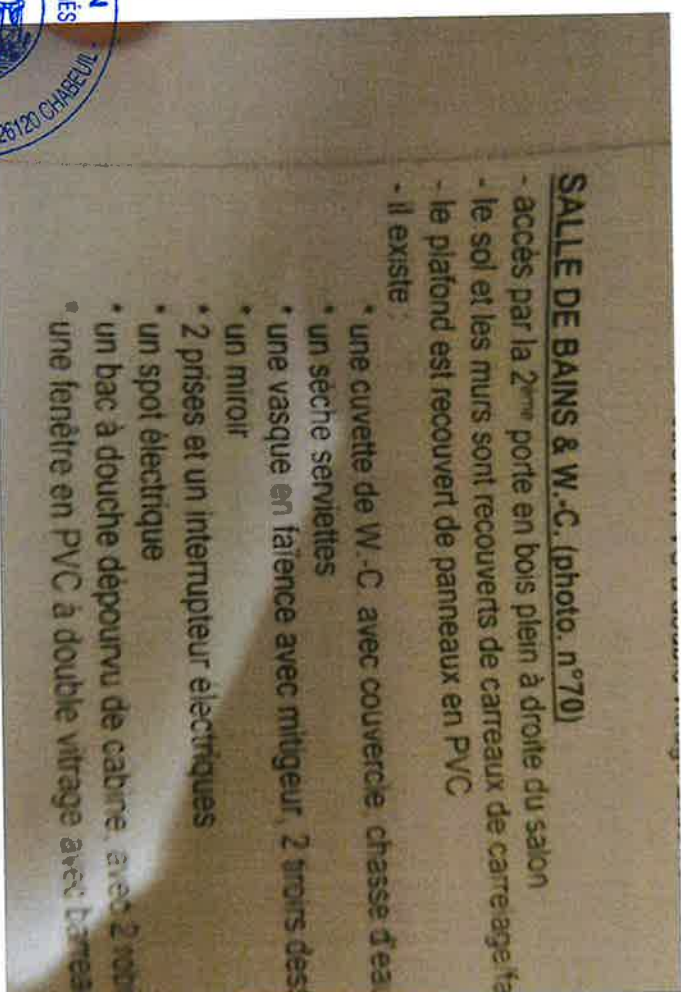 SALLE DE BAINS & W.-C. (photo. n°70)
- accès par la 2ème porte en bois plein à droite du salon
- le sol et les murs sont recouverts de carreaux de carrelage fa
- le plafond est recouvert de panneaux en PVC
- il existe :
* une cuvette de W.-C. avec couvercle, chasse d'eau
* un sèche serviettes
* une vasque en faïence avec mitigeur, 2 tiroirs
* un miroir
* 2 prises et un interrupteur électriques
* un spot électrique
* un bac à douche dépourvu de cabine, avec 2
* une fenêtre en PVC à double vitrage avec
26120 CHABEUIL